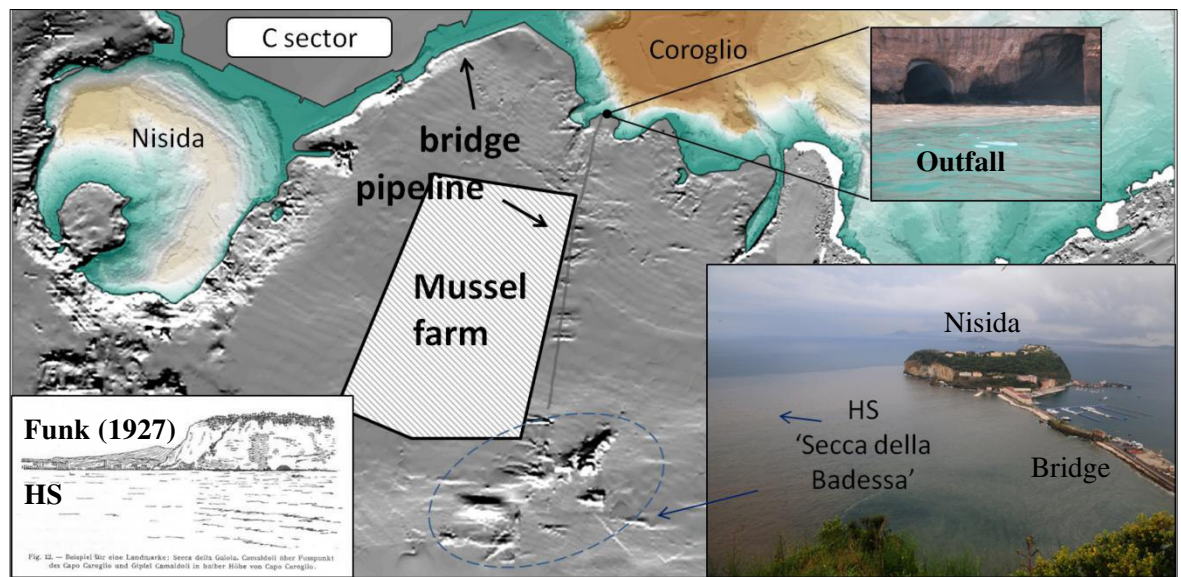 C sector
Coroglio
Nisida
bridge
pipeline
Mussel
farm
Outfall
Nisida
HS
'Secca della
Badessa'
Bridge
Funk (1927)
HS
Fig. 12. — Beispiel für eine Landmarke: Secca della Gaiola, Camaldoli über Fusspunkt
des Capo Caroglio und Gipfel Camaldoli in halber Höhe von Capo Caroglio.